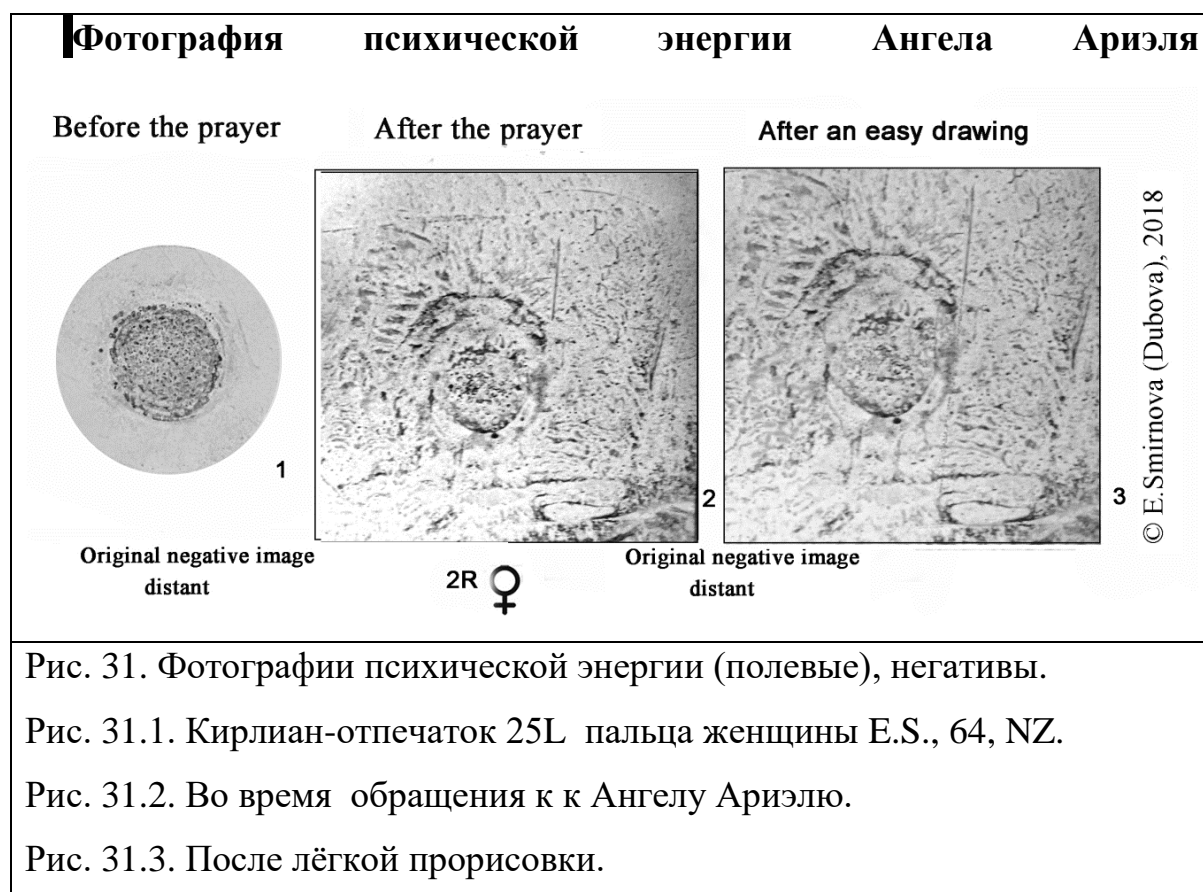 Фотография психической энергии Ангела Ариэля
Before the prayer
After the prayer
After an easy drawing
1
2
3
© E.Smirnova (Dubova), 2018
Original negative image
distant
2R ♀
Original negative image
distant
Рис. 31. Фотографии психической энергии (полевые), негативы.
Рис. 31.1. Кирлиан-отпечаток 25L пальца женщины E.S., 64, NZ.
Рис. 31.2. Во время обращения к к Ангелу Ариэлю.
Рис. 31.3. После лёгкой прорисовки.